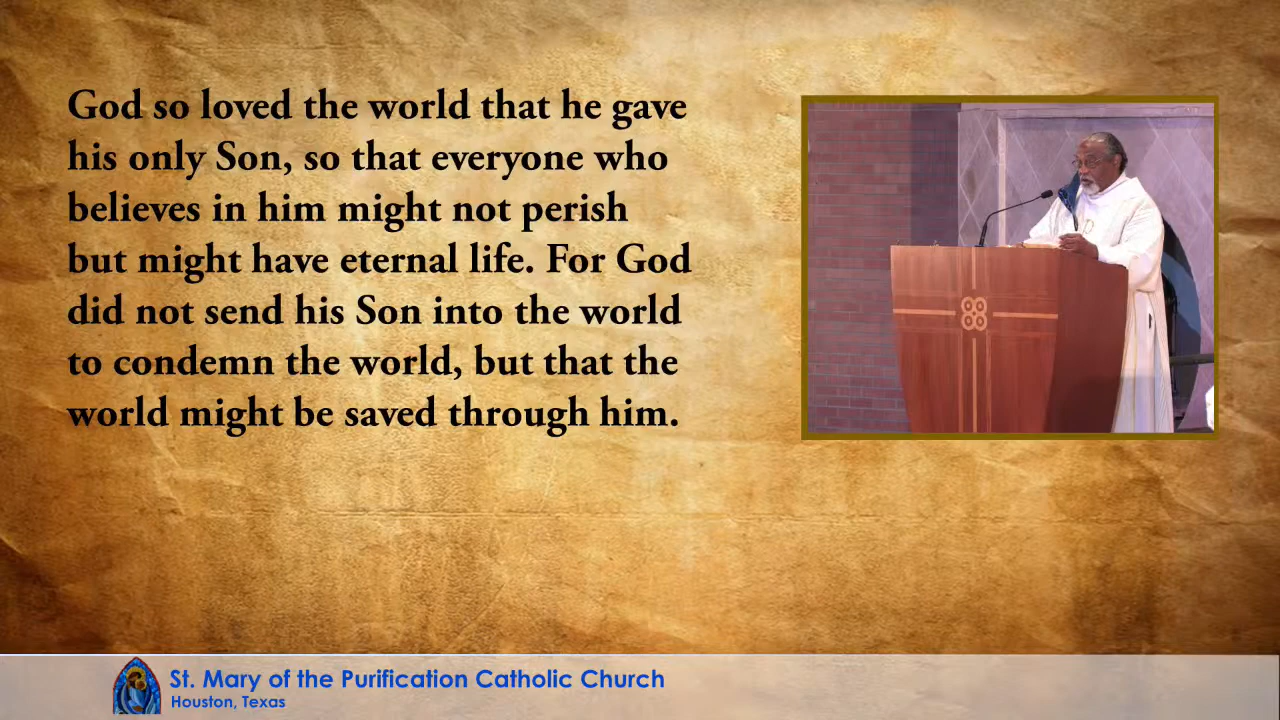 God so loved the world that he gave
his only Son, so that everyone who
believes in him might not perish
but might have eternal life. For God
did not send his Son into the world
to condemn the world, but that the
world might be saved through him.
St. Mary of the Purification Catholic Church
Houston, Texas